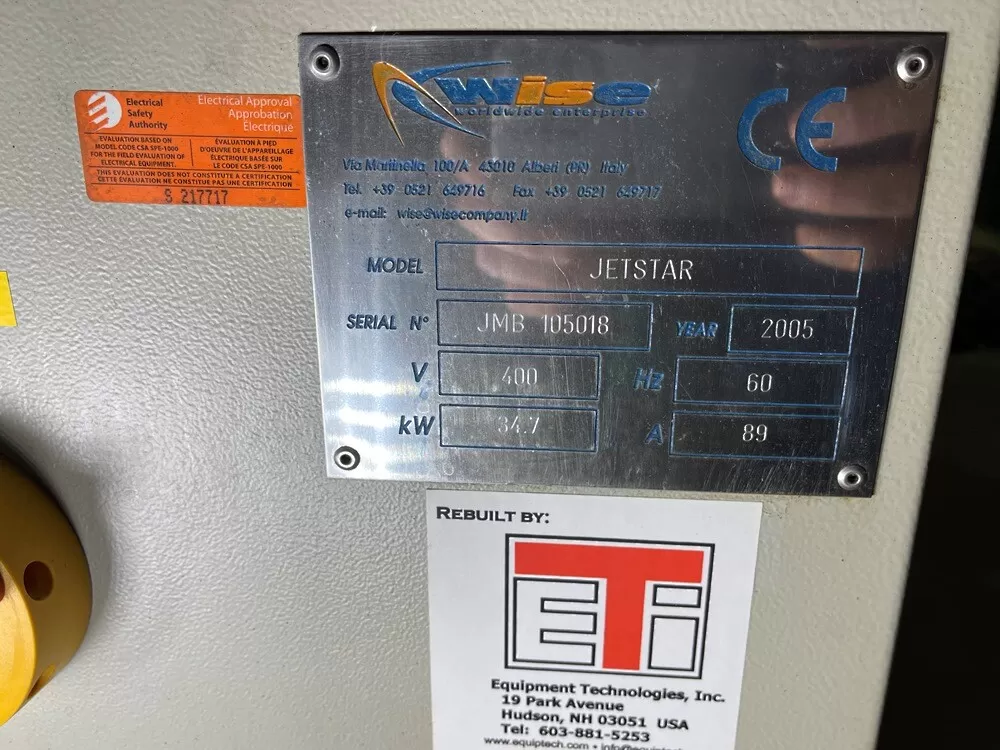 Electrical
Safety
Authority
Electrical Approval
Approbation
Électrique
EVALUATION BASED ON
MODEL CODE CSA SPE-1000
FOR THE FIELD EVALUATION OF
ELECTRICAL EQUIPMENT.
ÉVALUATION À PIED
D'OEUVRE DE L'APPAREILLAGE
ÉLECTRIQUE BASÉE SUR
LE CODE CSA SPE-1000
THIS EVALUATION DOES NOT CONSTITUTE A CERTIFICATION
CETTE ÉVALUATION NE CONSTITUE PAS UNE CERTIFICATION
S 217717
wise
worldwide enterprise
CE
Via Martinella 100/A 43010 Alberi (PR) Italy
Tel. +39 0521 649716 Fax +39 0521 649717
e-mail: wise@wisecompany.it
MODEL JETSTAR
SERIAL N° JMB 105018 YEAR 2005
V 400 Hz 60
kW 34.7 A 89
REBUILT BY:
ETi
Equipment Technologies, Inc.
19 Park Avenue
Hudson, NH 03051 USA
Tel: 603-881-5253
www.equiptech.com •